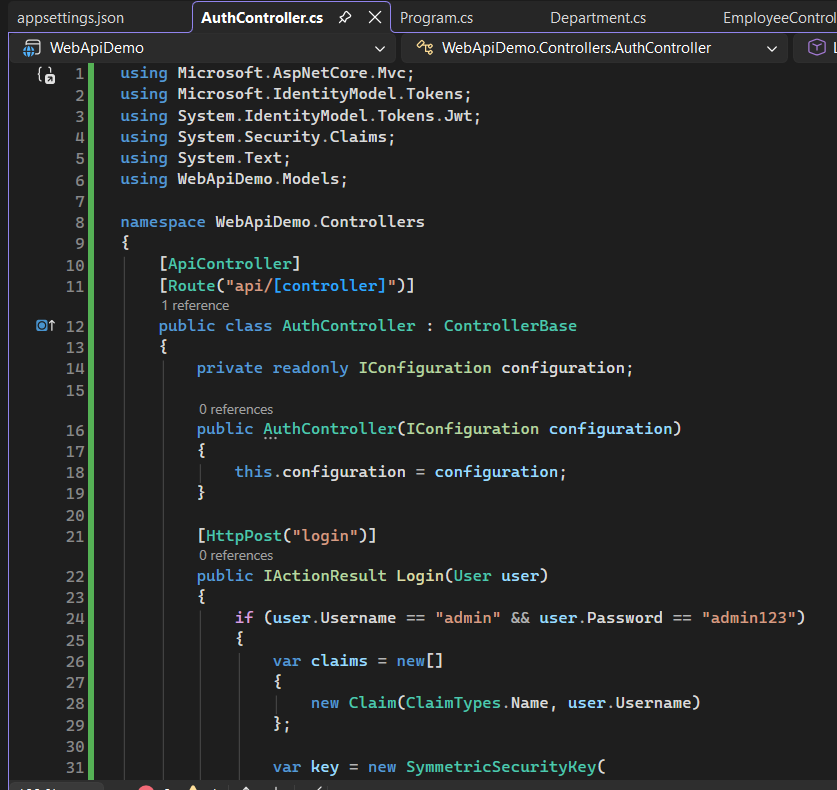 appsettings.json AuthController.cs Program.cs Department.cs EmployeeControl
WebApiDemo WebApiDemo.Controllers.AuthController
1 using Microsoft.AspNetCore.Mvc;
2 using Microsoft.IdentityModel.Tokens;
3 using System.IdentityModel.Tokens.Jwt;
4 using System.Security.Claims;
5 using System.Text;
6 using WebApiDemo.Models;
7
8 namespace WebApiDemo.Controllers
9 {
10 [ApiController]
11 [Route("api/[controller]")]
1 reference
12 public class AuthController : ControllerBase
13 {
14 private readonly IConfiguration configuration;
15
0 references
16 public AuthController(IConfiguration configuration)
17 {
18 this.configuration = configuration;
19 }
20
21 [HttpPost("login")]
0 references
22 public IActionResult Login(User user)
23 {
24 if (user.Username == "admin" && user.Password == "admin123")
25 {
26 var claims = new[]
27 {
28 new Claim(ClaimTypes.Name, user.Username)
29 };
30
31 var key = new SymmetricSecurityKey(